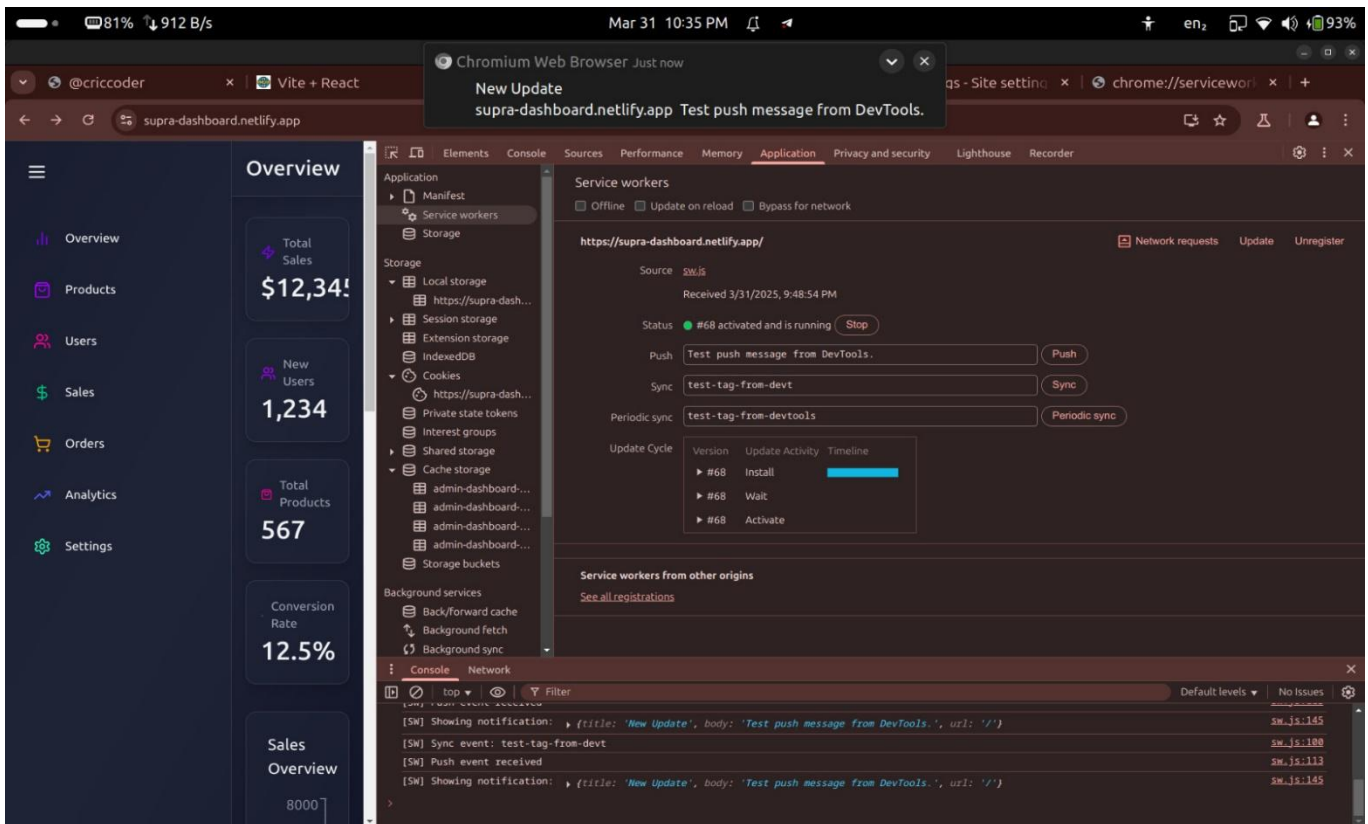 81% 912 B/s
Mar 31 10:35 PM
en₂ 93%
Chromium Web Browser Just now
New Update
supra-dashboard.netlify.app Test push message from DevTools.
@criccoder
Vite + React
gs - Site setting
chrome://servicework
supra-dashboard.netlify.app
Overview
Overview
Products
Users
Sales
Orders
Analytics
Settings
Total
Sales
$12,345
New
Users
1,234
Total
Products
567
Conversion
Rate
12.5%
Sales
Overview
8000
Elements Console Sources Performance Memory Application Privacy and security Lighthouse Recorder
Application
Manifest
Service workers
Storage
Storage
Local storage
https://supra-dash...
Session storage
Extension storage
IndexedDB
Cookies
https://supra-dash...
Private state tokens
Interest groups
Shared storage
Cache storage
admin-dashboard-...
admin-dashboard-...
admin-dashboard-...
admin-dashboard-...
Storage buckets
Background services
Back/forward cache
Background fetch
Background sync
Service workers
Offline Update on reload Bypass for network
https://supra-dashboard.netlify.app/ Network requests Update Unregister
Source sw.js
Received 3/31/2025, 9:48:54 PM
Status #68 activated and is running Stop
Push Test push message from DevTools. Push
Sync test-tag-from-devt Sync
Periodic sync test-tag-from-devtools Periodic sync
Update Cycle Version Update Activity Timeline
#68 Install
#68 Wait
#68 Activate
Service workers from other origins
See all registrations
Console Network
top Filter Default levels No Issues
[SW] Push event received
[SW] Showing notification: {title: 'New Update', body: 'Test push message from DevTools.', url: '/'} sw.js:145
[SW] Sync event: test-tag-from-devt sw.js:100
[SW] Push event received sw.js:113
[SW] Showing notification: {title: 'New Update', body: 'Test push message from DevTools.', url: '/'} sw.js:145